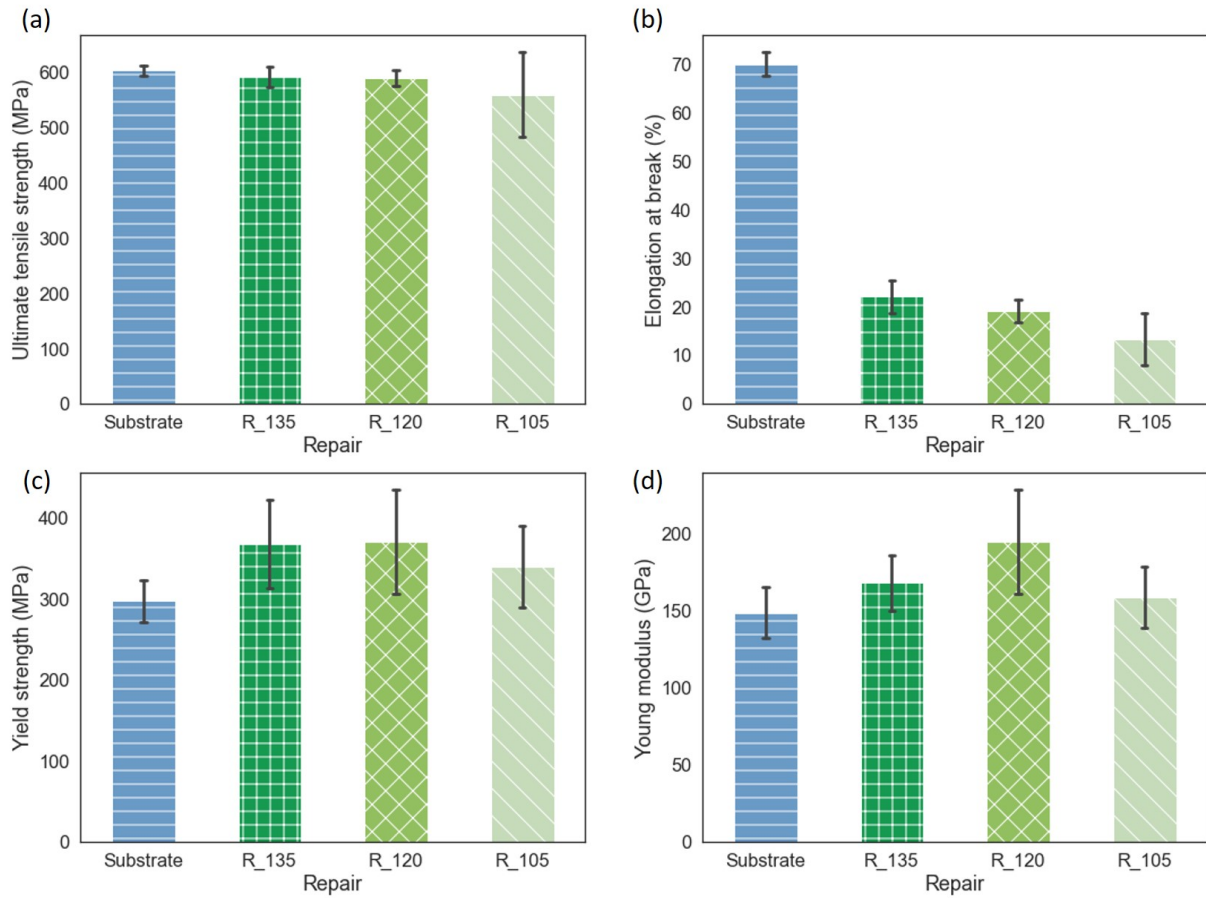 (a)
Ultimate tensile strength (MPa)
600
500
400
300
200
100
0
Substrate R_135 R_120 R_105
Repair
(b)
Elongation at break (%)
70
60
50
40
30
20
10
0
Substrate R_135 R_120 R_105
Repair
(c)
Yield strength (MPa)
400
300
200
100
0
Substrate R_135 R_120 R_105
Repair
(d)
Young modulus (GPa)
200
150
100
50
0
Substrate R_135 R_120 R_105
Repair